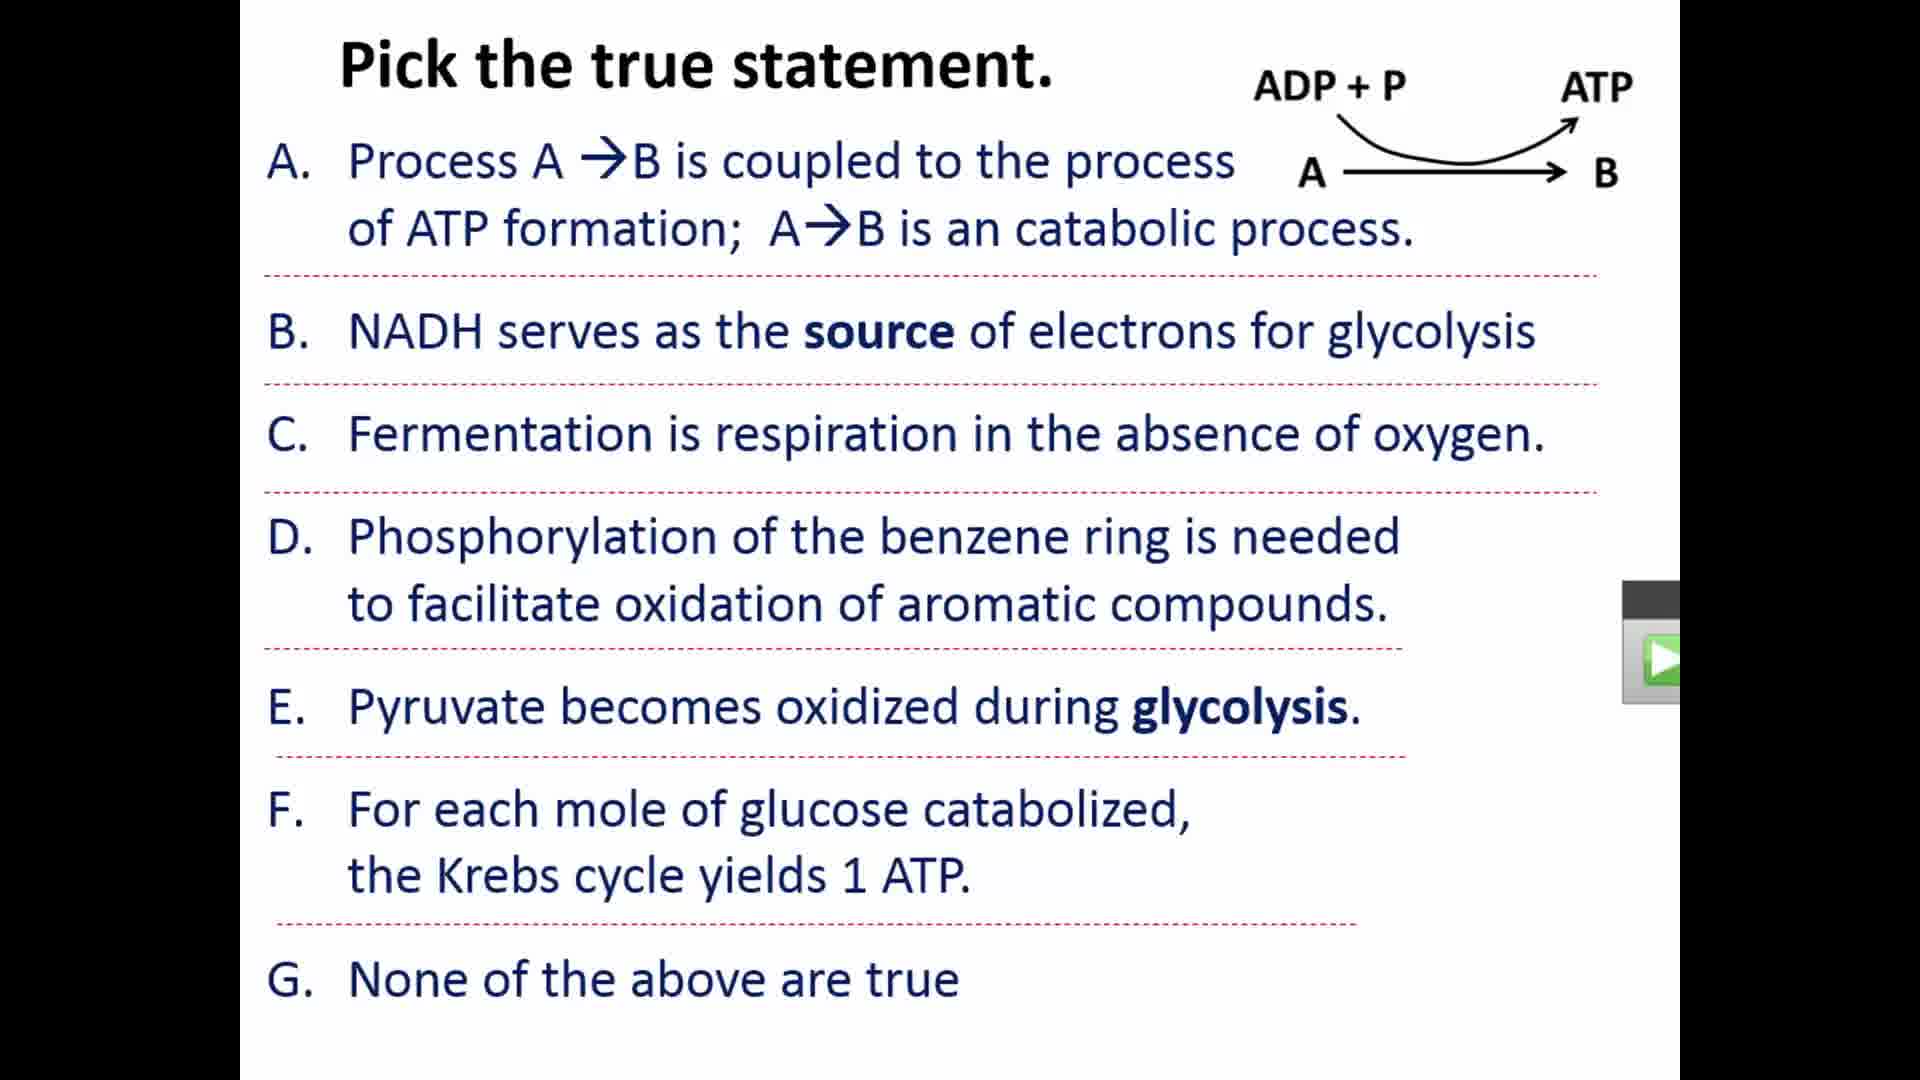 Pick the true statement.
ADP + P ATP
A B
A. Process A →B is coupled to the process
of ATP formation; A→B is an catabolic process.
B. NADH serves as the source of electrons for glycolysis
C. Fermentation is respiration in the absence of oxygen.
D. Phosphorylation of the benzene ring is needed
to facilitate oxidation of aromatic compounds.
E. Pyruvate becomes oxidized during glycolysis.
F. For each mole of glucose catabolized,
the Krebs cycle yields 1 ATP.
G. None of the above are true